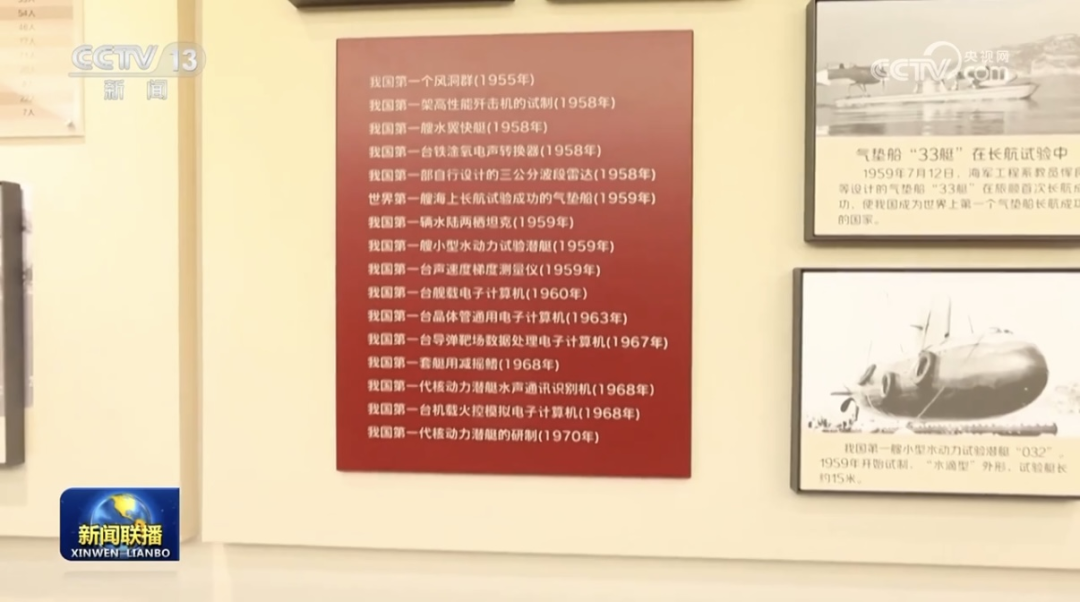 54人
7人
CCTV 13
新闻
央视网
CCTV.com
我国第一个风洞群(1955年)
我国第一架高性能歼击机的试制(1958年)
我国第一艘水翼快艇(1958年)
我国第一台铁淦氧电声转换器(1958年)
我国第一部自行设计的三公分波段雷达(1958年)
世界第一艘海上长航试验成功的气垫船(1959年)
我国第一辆水陆两栖坦克(1959年)
我国第一艘小型水动力试验潜艇(1959年)
我国第一台声速度梯度测量仪(1959年)
我国第一台舰载电子计算机(1960年)
我国第一台晶体管通用电子计算机(1963年)
我国第一台导弹靶场数据处理电子计算机(1967年)
我国第一套艇用减摇鳍(1968年)
我国第一代核动力潜艇水声通讯识别机(1968年)
我国第一台机载火控模拟电子计算机(1968年)
我国第一代核动力潜艇的研制(1970年)
气垫船“33艇”在长航试验中
1959年7月12日，海军工程系教员恽良
等设计的气垫船“33艇”在旅顺首次长航成
功，使我国成为世界上第一个气垫船长航成功
的国家。
我国第一艘小型水动力试验潜艇“032”，
1959年开始试制，“水滴型”外形，试验艇长
约15米。
新闻联播
XINWEN LIANBO